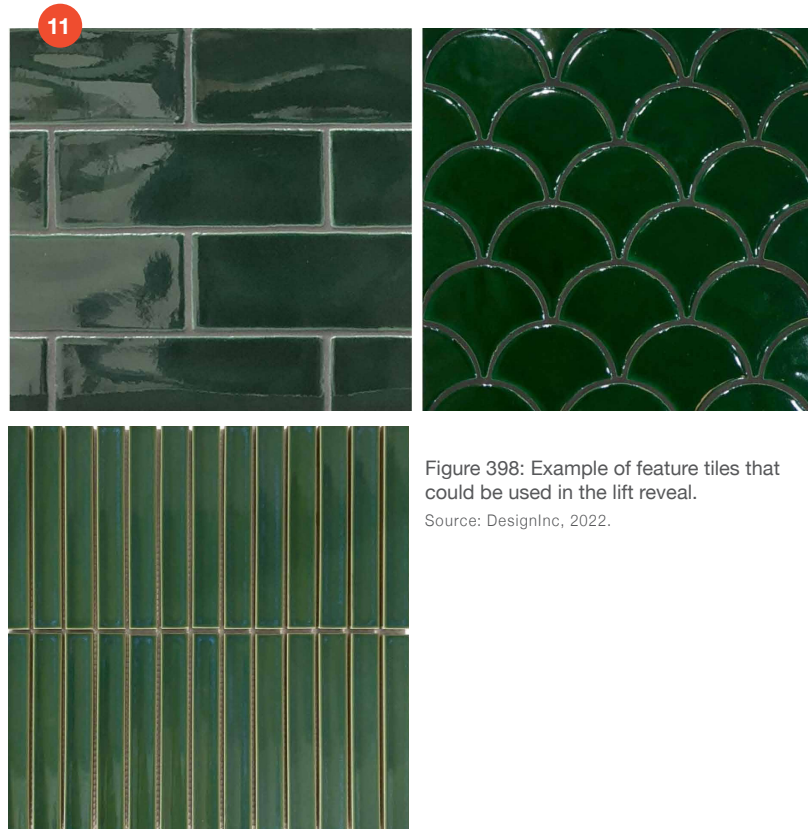 11
Figure 398: Example of feature tiles that
could be used in the lift reveal.
Source: DesignInc, 2022.